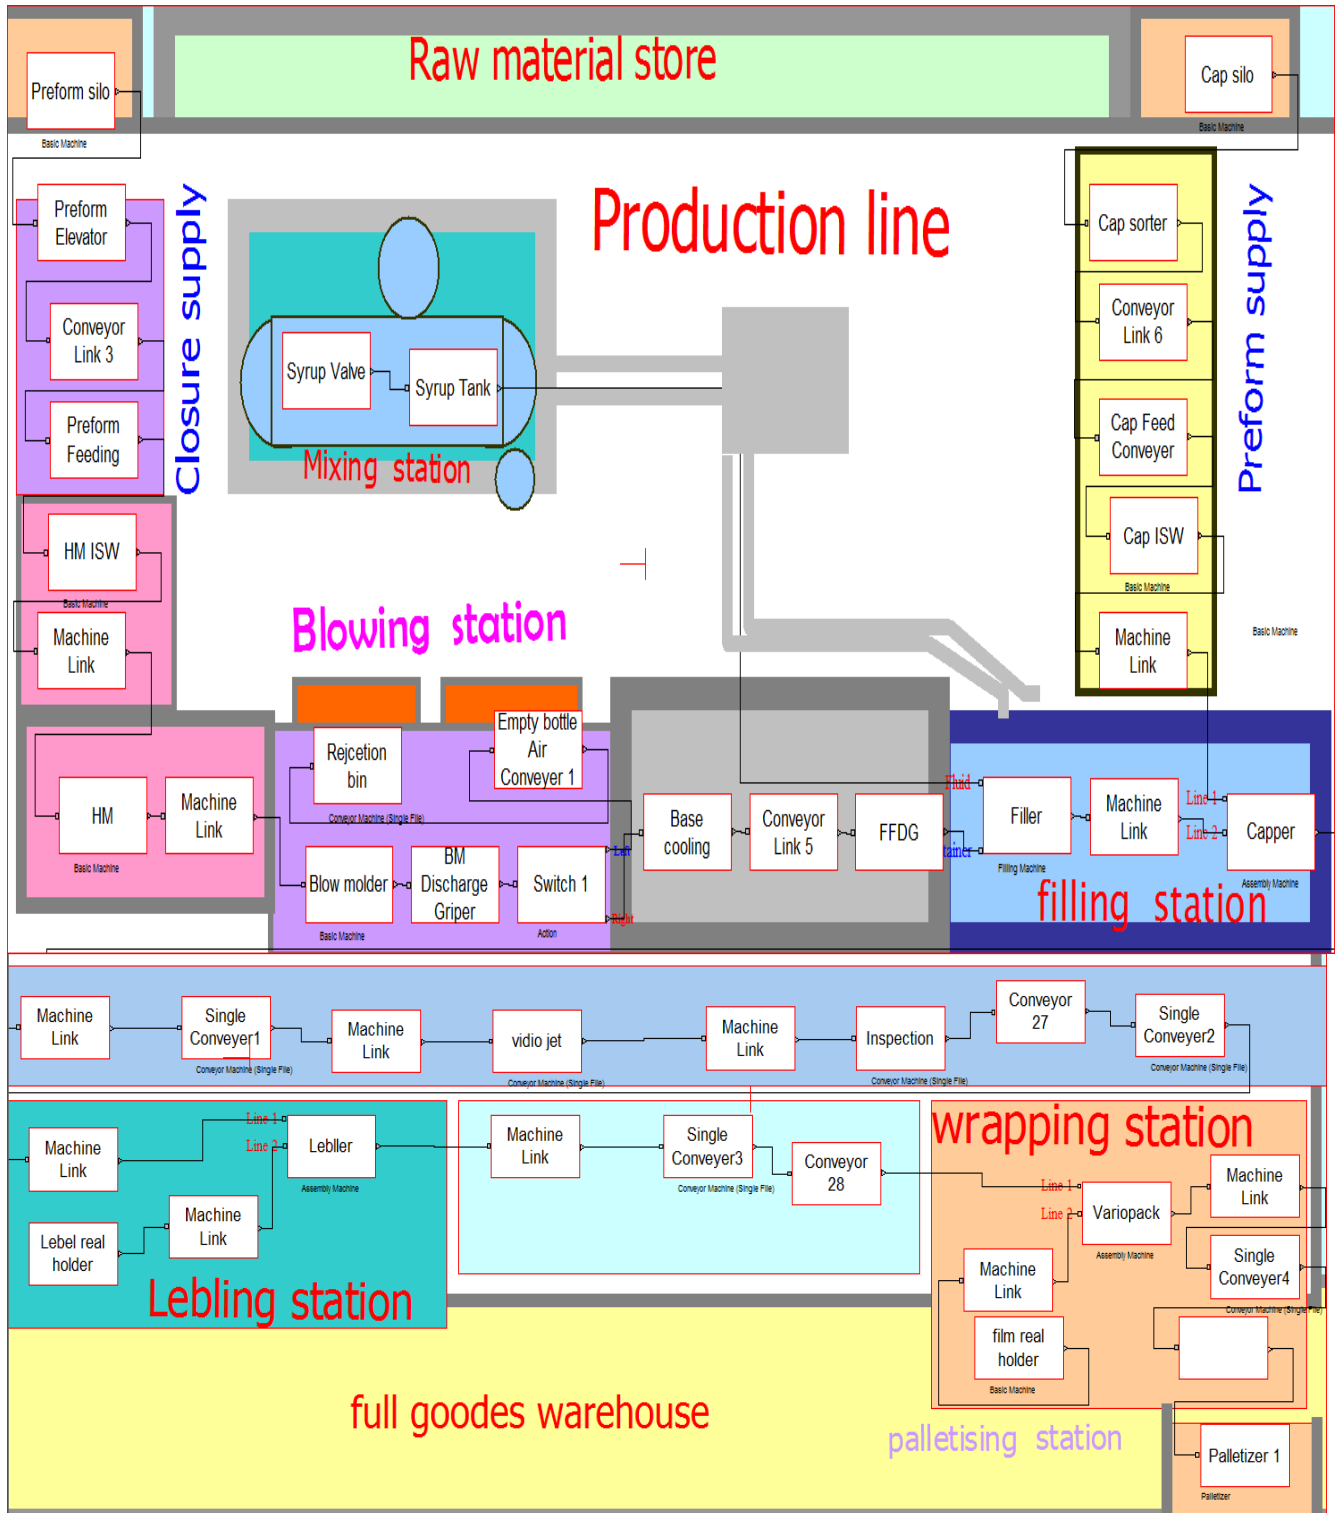 Raw material store
Preform silo
Basic Machine
Cap silo
Basic Machine
Production line
Preform
Elevator
Conveyor
Link 3
Preform
Feeding
Closure supply
Syrup Valve
Syrup Tank
Mixing station
Cap sorter
Conveyor
Link 6
Cap Feed
Conveyer
Cap ISW
Basic Machine
Machine
Link
Preform supply
Basic Machine
HM ISW
Basic Machine
Machine
Link
HM
Basic Machine
Machine
Link
Blowing station
Rejcetion
bin
Conveyor Machine (Single File)
Empty bottle
Air
Conveyer 1
Blow molder
Basic Machine
BM
Discharge
Griper
Switch 1
Action
Left
Right
Base
cooling
Conveyor
Link 5
FFDG
Fluid
tainer
Filler
Filling Machine
Machine
Link
Line 1
Line 2
Capper
Assembly Machine
filling station
Machine
Link
Single
Conveyer1
Conveyor Machine (Single File)
Machine
Link
vidio jet
Conveyor Machine (Single File)
Machine
Link
Inspection
Conveyor Machine (Single File)
Conveyor
27
Single
Conveyer2
Conveyor Machine (Single File)
Machine
Link
Line 1
Line 2
Lebller
Assembly Machine
Lebel real
holder
Machine
Link
Lebling station
Machine
Link
Single
Conveyer3
Conveyor Machine (Single File)
Conveyor
28
wrapping station
Line 1
Line 2
Variopack
Assembly Machine
Machine
Link
Single
Conveyer4
Conveyor Machine (Single File)
Machine
Link
film real
holder
Basic Machine
full goodes warehouse
palletising station
Palletizer 1
Palletizer